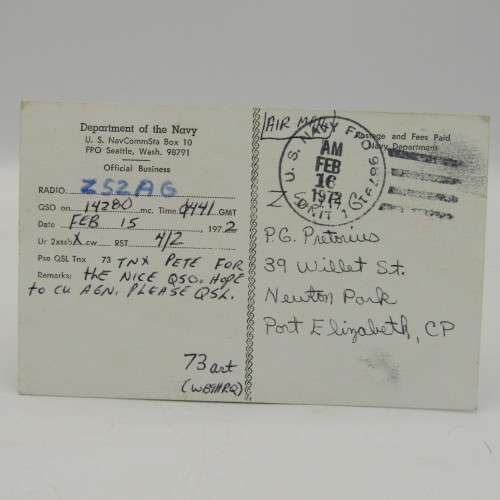 Department of the Navy
U. S. NavCommSta Box 10
FPO Seattle, Wash. 98791
Official Business
RADIO ZS2AG
QSO on 14280 mc. Time 0441 GMT
Date FEB 15 1972
Ur 2xssb X cw RST 4/2
Pse QSL Tnx 73 TNX PETE FOR
Remarks: the NICE QSO. HOPE
to CU AGN. PLEASE QSL.
73 art
(WB9HRQ)
AIR MAIL
Postage and Fees Paid
Navy Department
U. S. NAVY
AM
FEB
16
1972
P.G. Pretorius
39 Willet St.
Newton Park
Port Elizabeth, CP